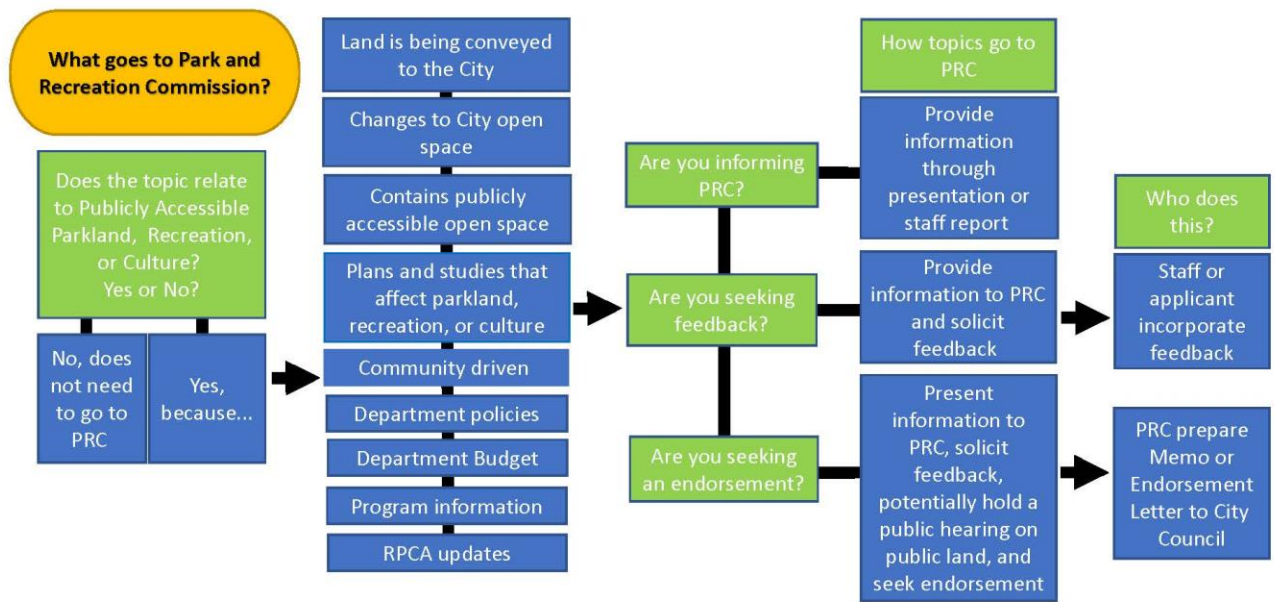 What goes to Park and
Recreation Commission?
Does the topic relate
to Publicly Accessible
Parkland, Recreation,
or Culture?
Yes or No?
No, does
not need
to go to
PRC
Yes,
because...
Land is being conveyed
to the City
Changes to City open
space
Contains publicly
accessible open space
Plans and studies that
affect parkland,
recreation, or culture
Community driven
Department policies
Department Budget
Program information
RPCA updates
Are you informing
PRC?
Are you seeking
feedback?
Are you seeking
an endorsement?
How topics go to
PRC
Provide
information
through
presentation or
staff report
Provide
information to PRC
and solicit
feedback
Present
information to
PRC, solicit
feedback,
potentially hold a
public hearing on
public land, and
seek endorsement
Who does
this?
Staff or
applicant
incorporate
feedback
PRC prepare
Memo or
Endorsement
Letter to City
Council